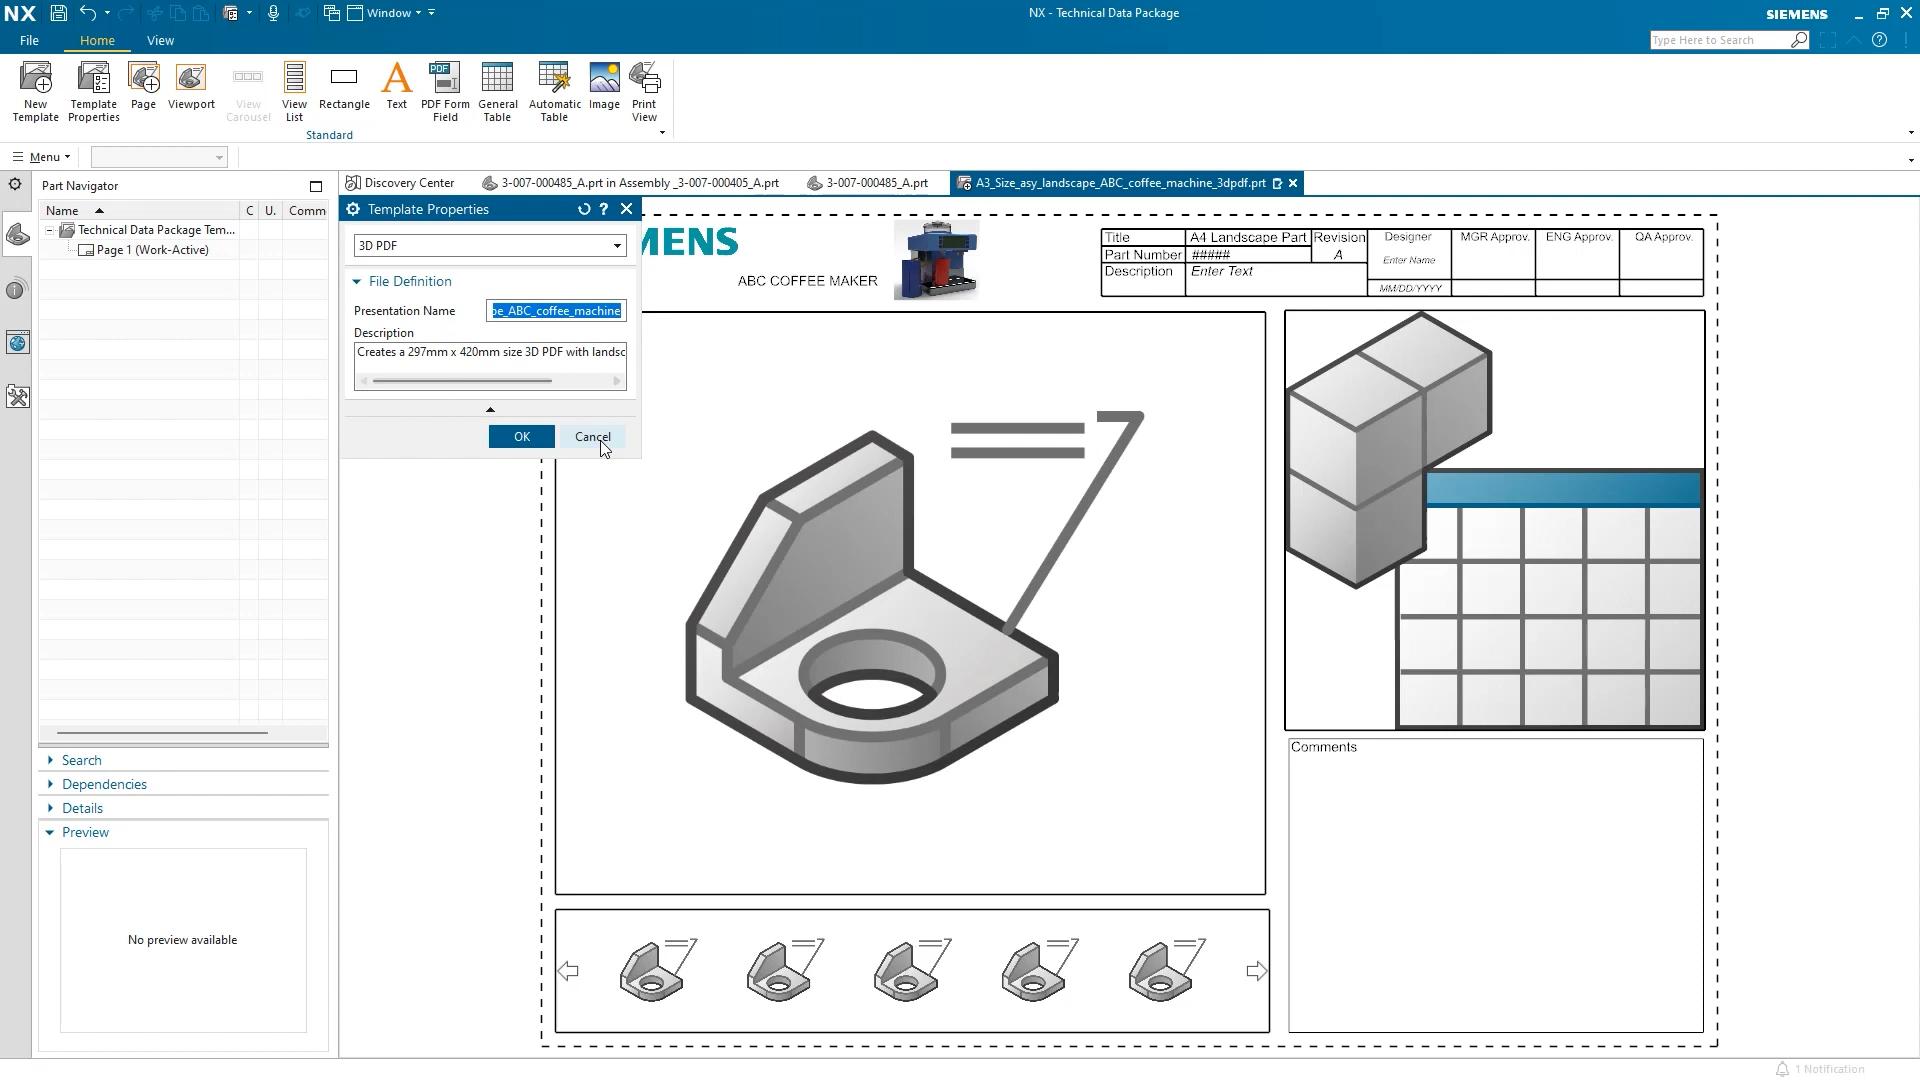 NX
Window
NX - Technical Data Package
SIEMENS
File
Home
View
Type Here to Search
New Template
Template Properties
Page
Viewport
View Carousel
View List
Rectangle
Text
PDF
PDF Form Field
General Table
Automatic Table
Image
Print View
Standard
Menu
Part Navigator
Discovery Center
3-007-000485_A.prt in Assembly _3-007-000405_A.prt
3-007-000485_A.prt
A3_Size_asy_landscape_ABC_coffee_machine_3dpdf.prt
Name
C
U.
Comm
Technical Data Package Tem...
Page 1 (Work-Active)
Template Properties
3D PDF
File Definition
Presentation Name
pe_ABC_coffee_machine
Description
Creates a 297mm x 420mm size 3D PDF with landsc
OK
Cancel
MENS
ABC COFFEE MAKER
Title
A4 Landscape Part
Revision
Designer
MGR Approv.
ENG Approv.
QA Approv.
Part Number
#####
A
Enter Name
Description
Enter Text
MM/DD/YYYY
Comments
Search
Dependencies
Details
Preview
No preview available
1 Notification